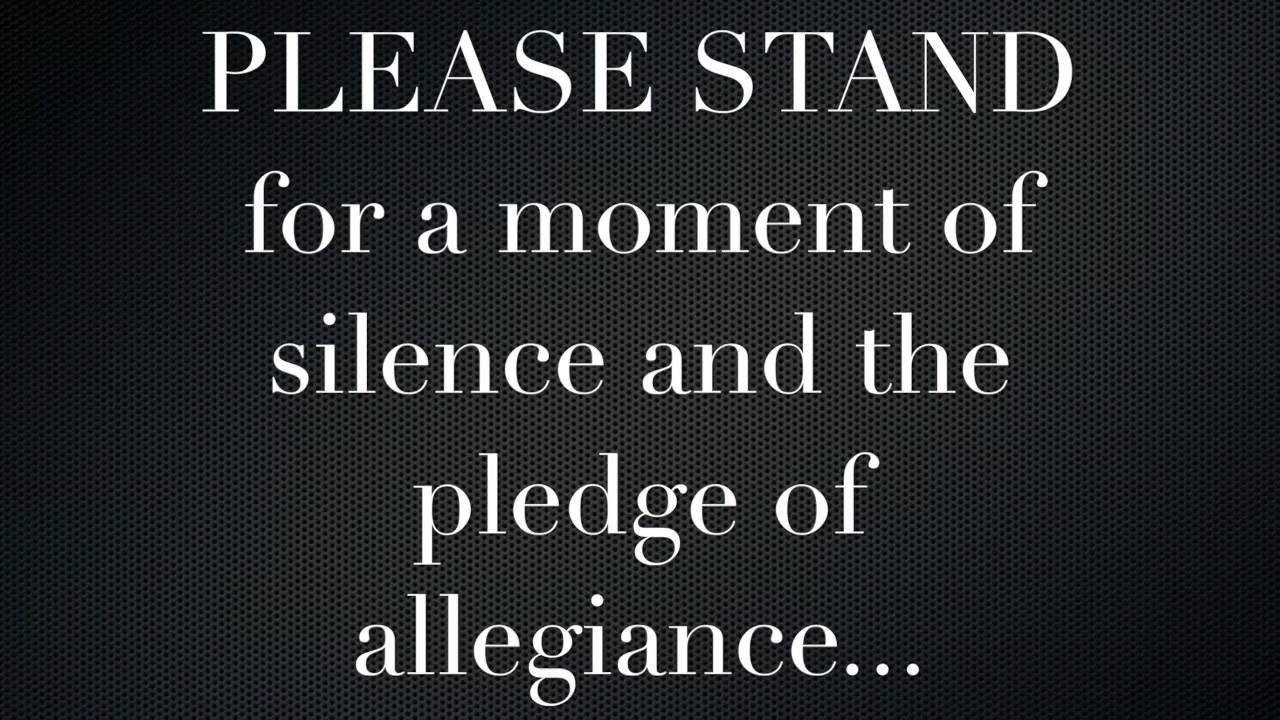 PLEASE STAND
for a moment of
silence and the
pledge of
allegiance...